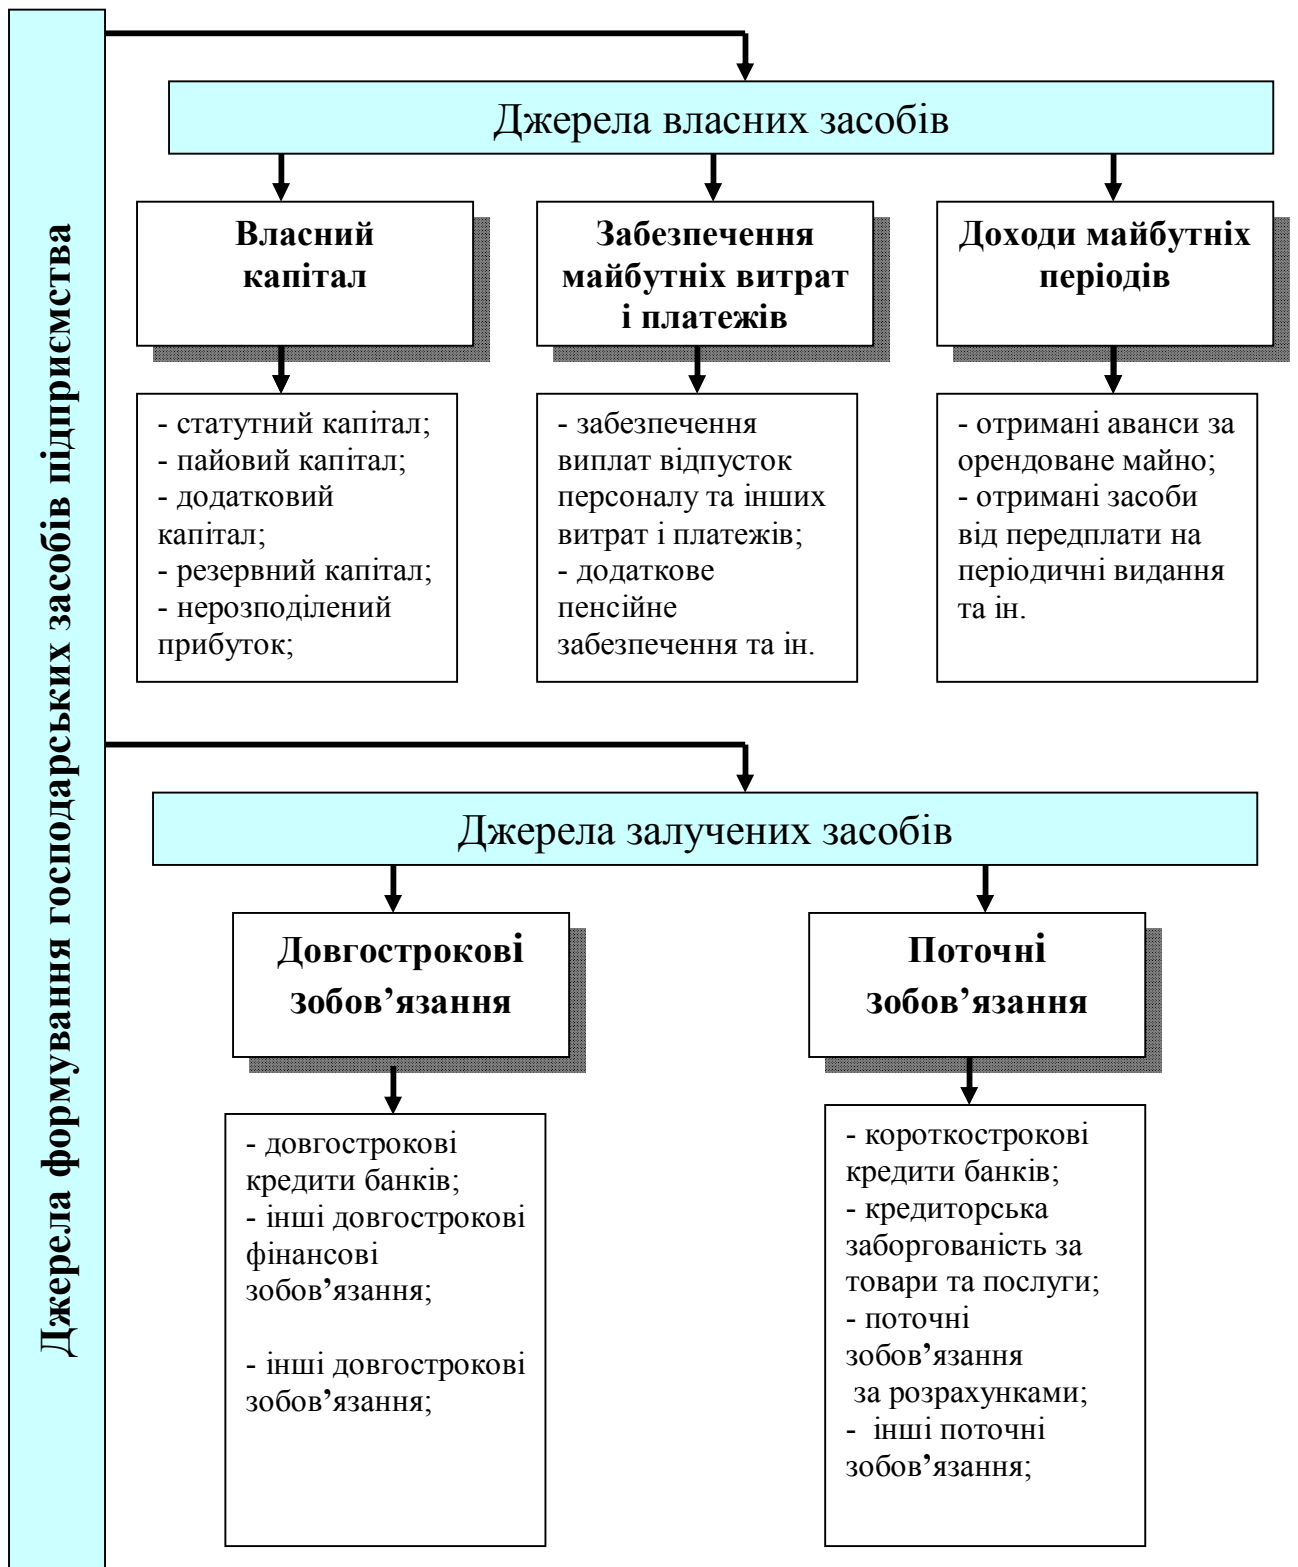 Джерела формування господарських засобів підприємства
Джерела власних засобів
Власний
капітал
Забезпечення
майбутніх витрат
і платежів
Доходи майбутніх
періодів
- статутний капітал;
- пайовий капітал;
- додатковий
капітал;
- резервний капітал;
- нерозподілений
прибуток;
- забезпечення
виплат відпусток
персоналу та інших
витрат і платежів;
- додаткове
пенсійне
забезпечення та ін.
- отримані аванси за
орендоване майно;
- отримані засоби
від передплати на
періодичні видання
та ін.
Джерела залучених засобів
Довгострокові
зобов’язання
Поточні
зобов’язання
- довгострокові
кредити банків;
- інші довгострокові
фінансові
зобов’язання;
- інші довгострокові
зобов’язання;
- короткострокові
кредити банків;
- кредиторська
заборгованість за
товари та послуги;
- поточні
зобов’язання
за розрахунками;
- інші поточні
зобов’язання;